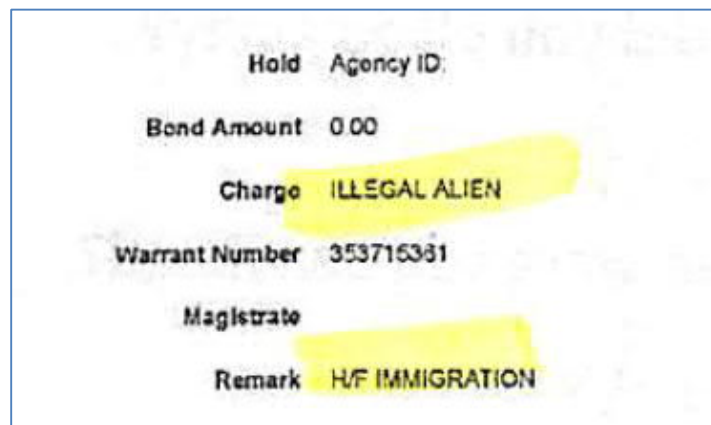 Hold Agency ID:
Bond Amount 0.00
Charge ILLEGAL ALIEN
Warrant Number 353715361
Magistrate
Remark H/F IMMIGRATION